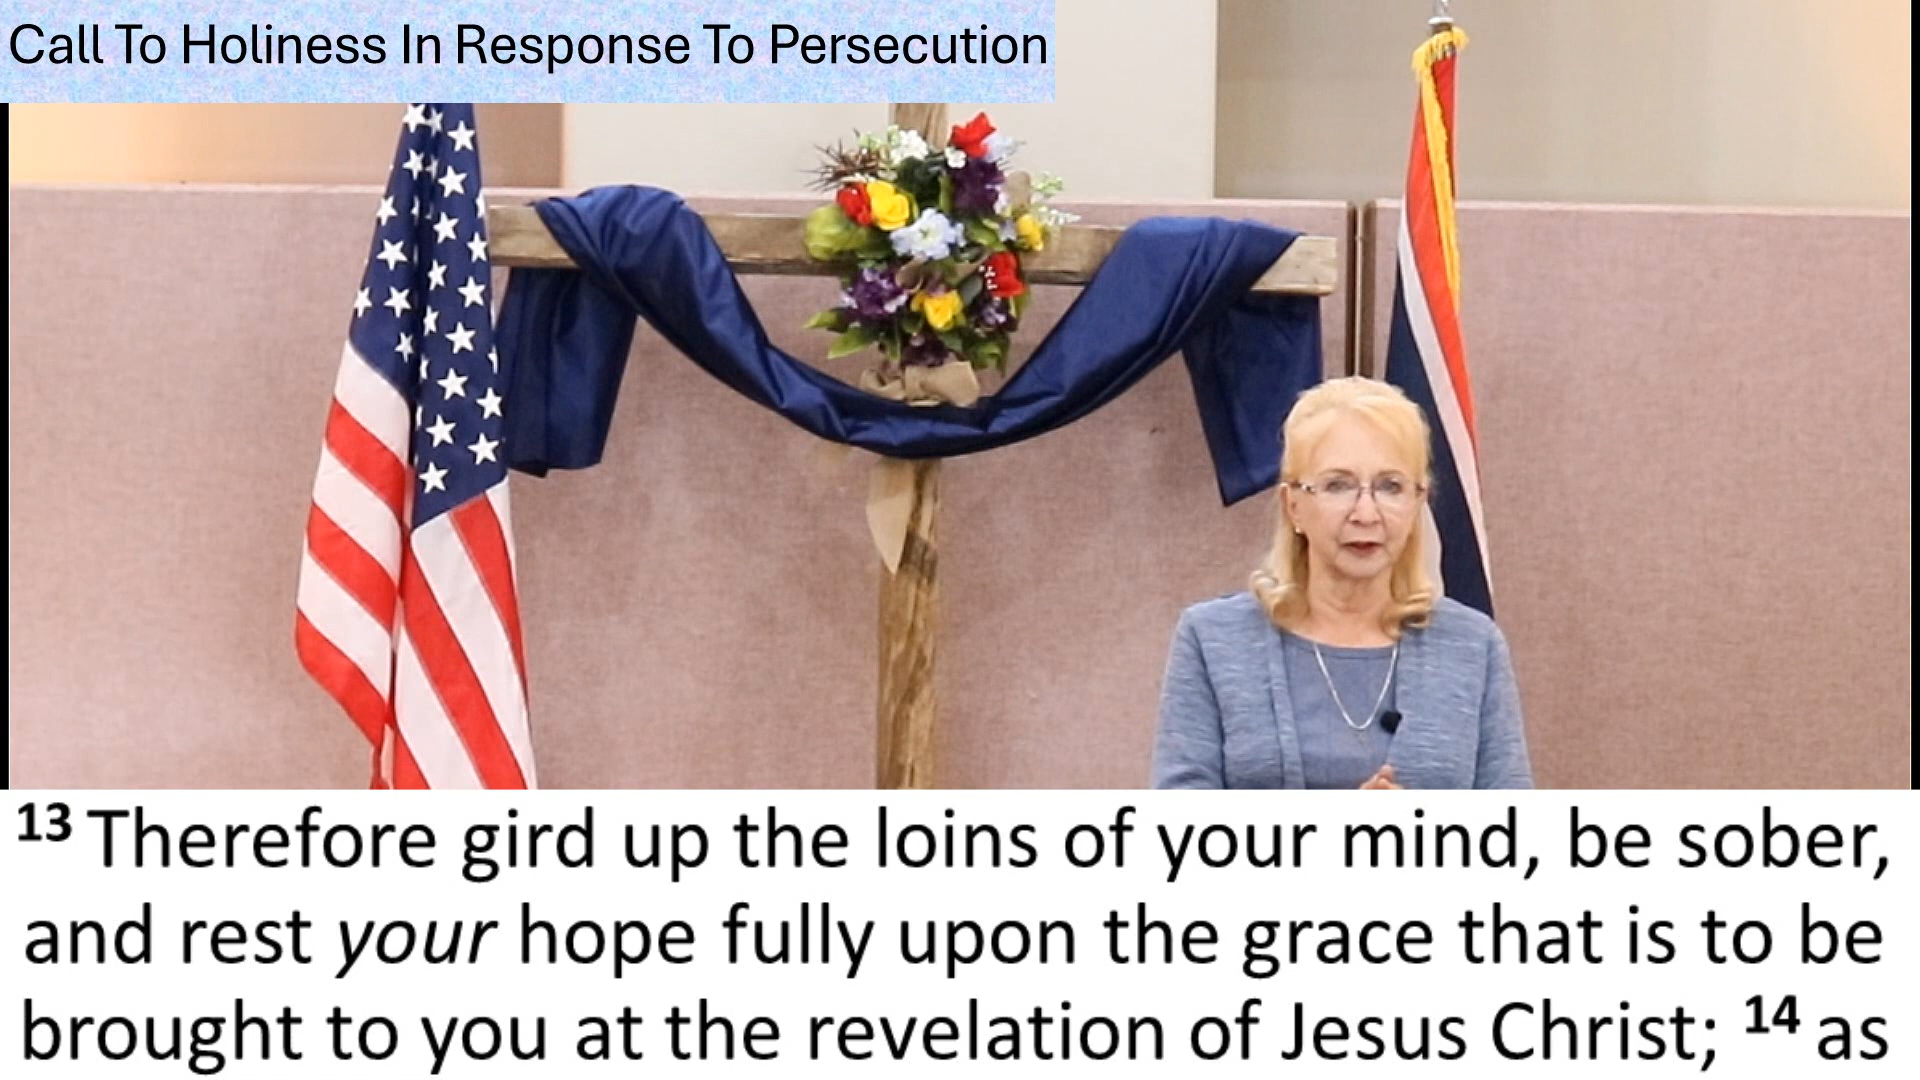 Call To Holiness In Response To Persecution
13 Therefore gird up the loins of your mind, be sober,
and rest your hope fully upon the grace that is to be
brought to you at the revelation of Jesus Christ; 14 as